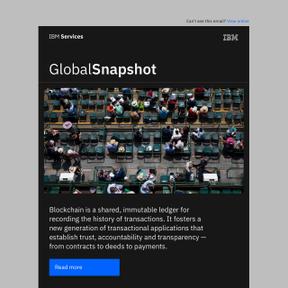 Can't see this email? View online
IBM Services
IBM
GlobalSnapshot
Blockchain is a shared, immutable ledger for
recording the history of transactions. It fosters a
new generation of transactional applications that
establish trust, accountability and transparency —
from contracts to deeds to payments.
Read more